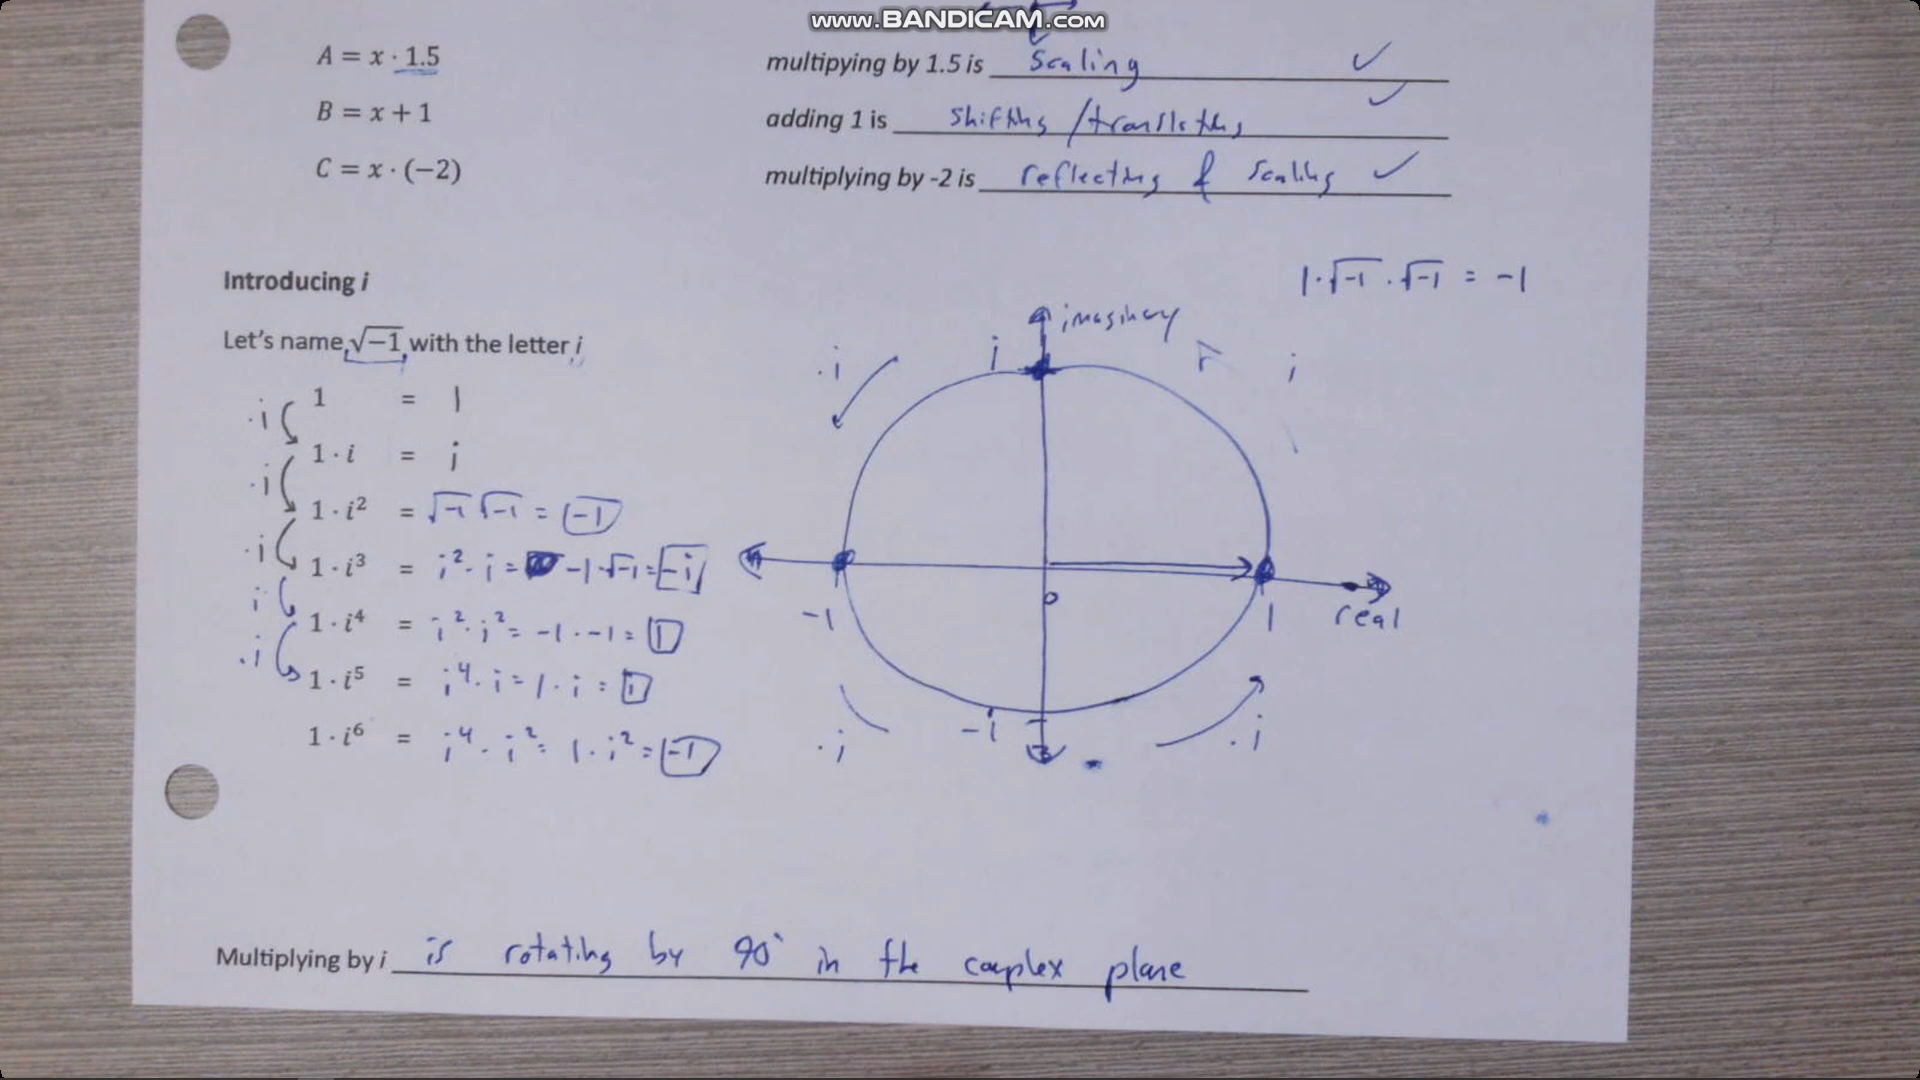 www.BANDICAM.com
A = x · 1.5
multipying by 1.5 is scaling ✓
B = x + 1
adding 1 is shifting/translating ✓
C = x · (−2)
multiplying by -2 is reflecting & scaling ✓
1·√-1 · √-1 = -1
Introducing i
Let's name √−1 with the letter i
imaginary
·i
i
i
·i 1 = 1
·i 1 · i = i
·i 1 · i² = √-1 √-1 = -1
i 1 · i³ = i² · i = -1 · √-1 = -i
·i 1 · i⁴ = i² · i² = -1 · -1 = 1
1 · i⁵ = i⁴ · i = 1 · i = i
1 · i⁶ = i⁴ · i² = 1 · i² = -1
-1
0
1
real
-i
·i
·i
Multiplying by i is rotating by 90° in the complex plane